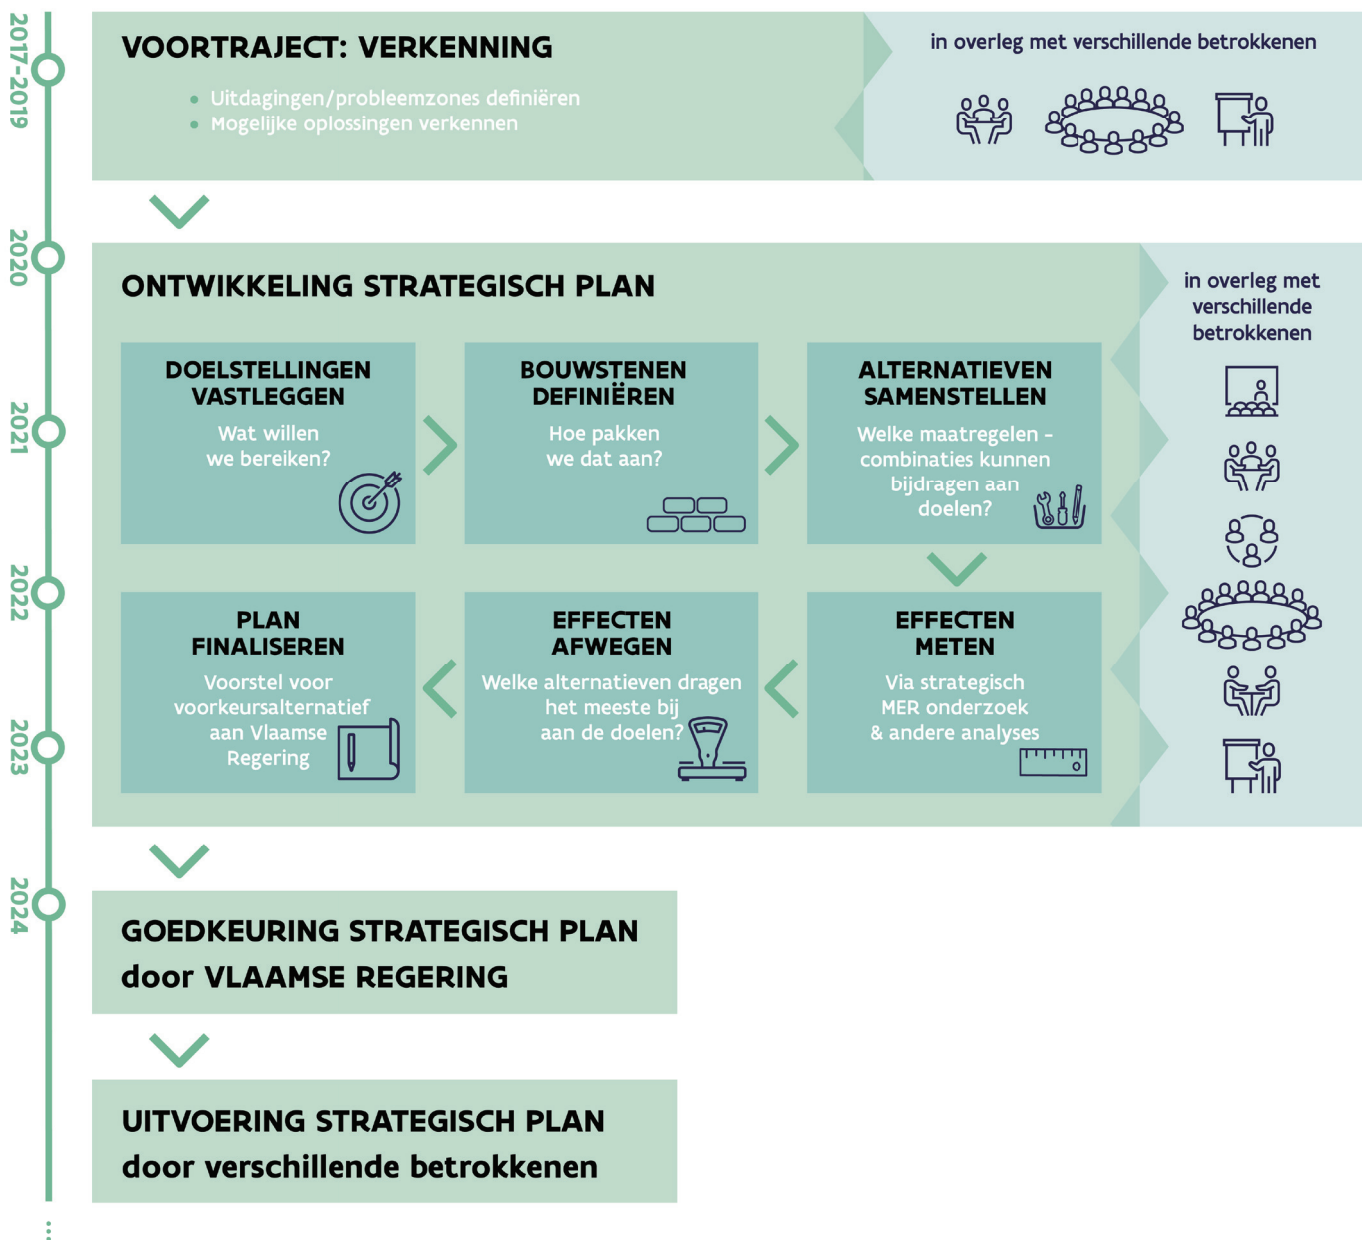 2017-2019
VOORTRAJECT: VERKENNING
• Uitdagingen/probleemzones definiëren
• Mogelijke oplossingen verkennen
in overleg met verschillende betrokkenen
2020
ONTWIKKELING STRATEGISCH PLAN
in overleg met
verschillende
betrokkenen
2021
DOELSTELLINGEN
VASTLEGGEN
Wat willen
we bereiken?
BOUWSTENEN
DEFINIËREN
Hoe pakken
we dat aan?
ALTERNATIEVEN
SAMENSTELLEN
Welke maatregelen -
combinaties kunnen
bijdragen aan
doelen?
2022
EFFECTEN
METEN
Via strategisch
MER onderzoek
& andere analyses
EFFECTEN
AFWEGEN
Welke alternatieven dragen
het meeste bij
aan de doelen?
PLAN
FINALISEREN
Voorstel voor
voorkeursalternatief
aan Vlaamse
Regering
2023
2024
GOEDKEURING STRATEGISCH PLAN
door VLAAMSE REGERING
UITVOERING STRATEGISCH PLAN
door verschillende betrokkenen
...